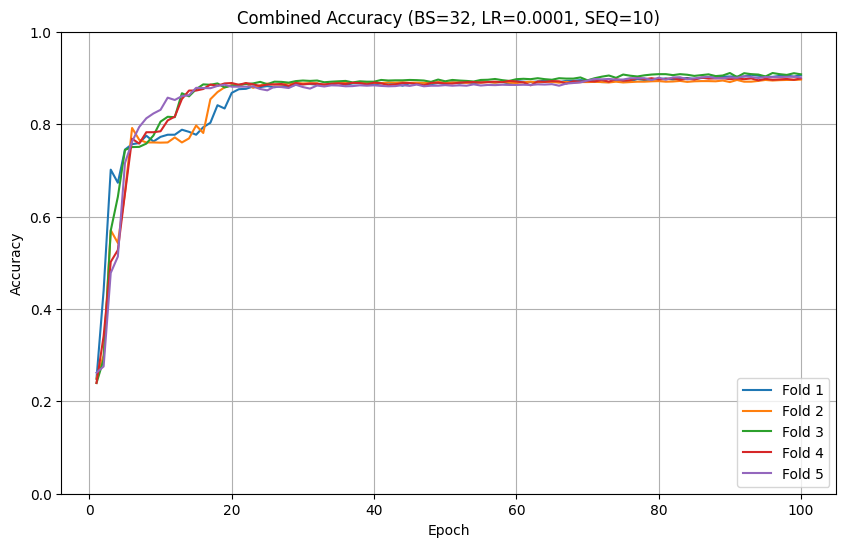 Combined Accuracy (BS=32, LR=0.0001, SEQ=10)
1.0
0.8
0.6
0.4
0.2
0.0
Accuracy
0 20 40 60 80 100
Epoch
Fold 1
Fold 2
Fold 3
Fold 4
Fold 5